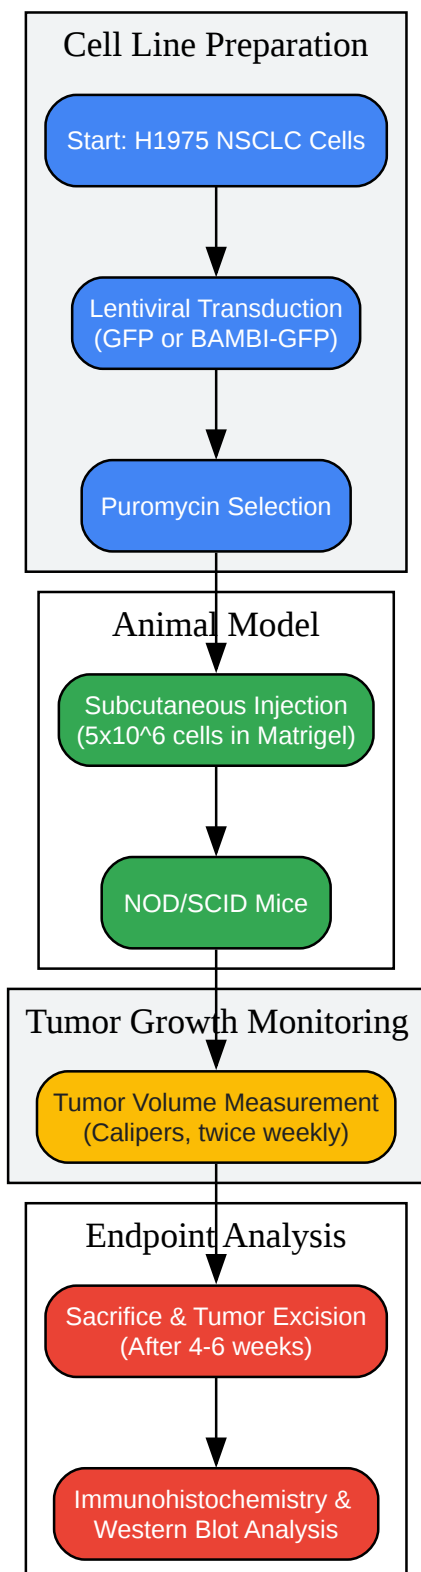 Cell Line Preparation
Start: H1975 NSCLC Cells
Lentiviral Transduction
(GFP or BAMBI-GFP)
Puromycin Selection
Animal Model
Subcutaneous Injection
(5x10^6 cells in Matrigel)
NOD/SCID Mice
Tumor Growth Monitoring
Tumor Volume Measurement
(Calipers, twice weekly)
Endpoint Analysis
Sacrifice & Tumor Excision
(After 4-6 weeks)
Immunohistochemistry &
Western Blot Analysis